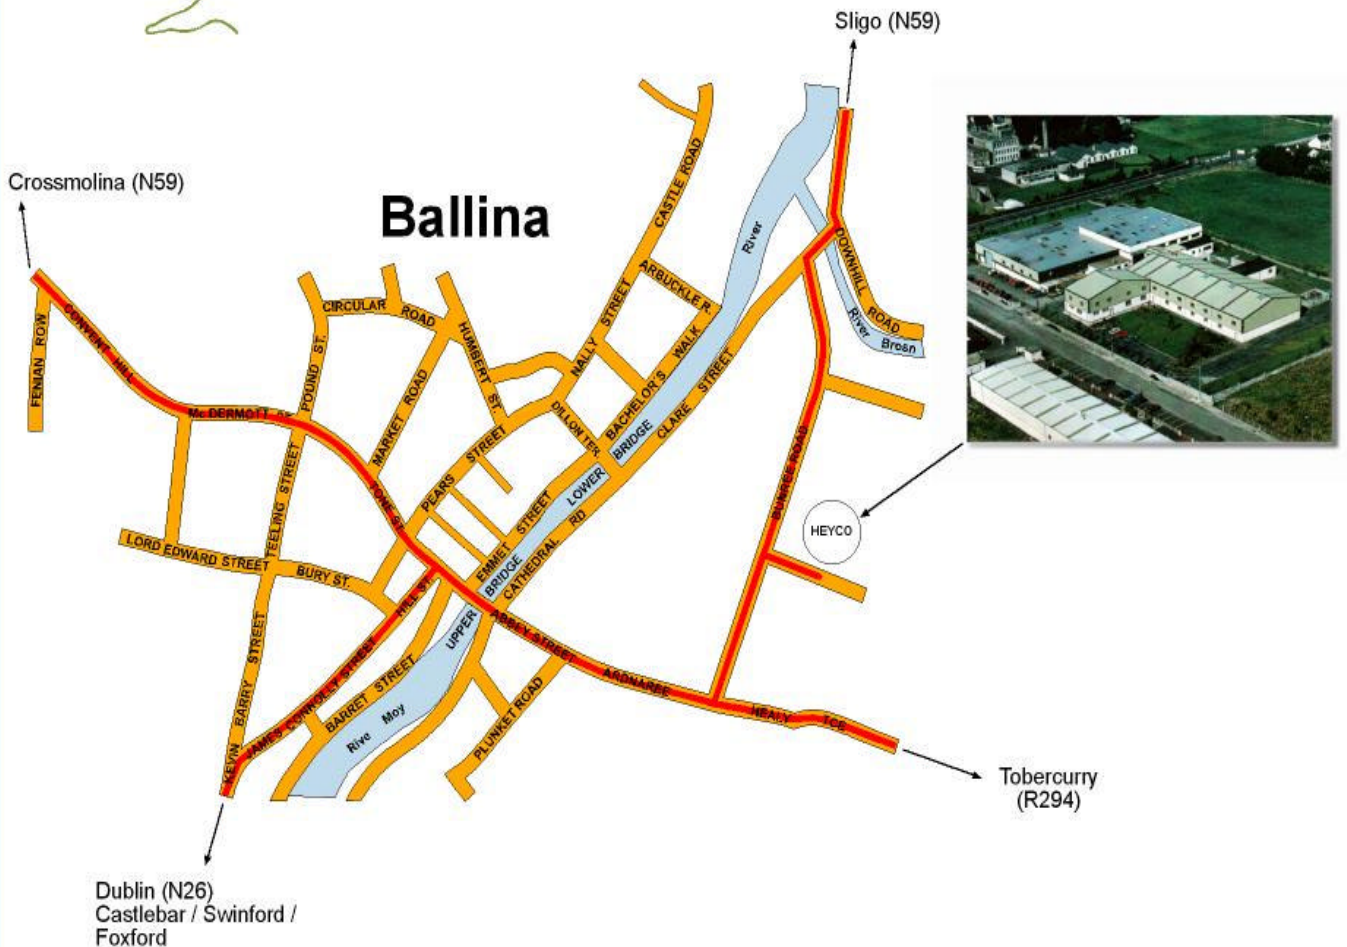 Sligo (N59)
Crossmolina (N59)
Ballina
CASTLE ROAD
River
DOWNHILL ROAD
River Brosn
ARBUCKLE R.
CIRCULAR ROAD
HUMBERT ST.
NALLY STREET
BACHELOR'S WALK
CLARE STREET
CONVENT HILL
FENIAN ROW
POUND ST.
MARKET ROAD
Mc DERMOTT ST
DILLON TER.
LOWER BRIDGE
PEARS STREET
TONE ST.
TEELING STREET
EMMET STREET
CATHEDRAL RD
BUNREE ROAD
HEYCO
LORD EDWARD STREET
BURY ST.
UPPER BRIDGE
HILL ST.
ABBEY STREET
ARDNAREE
HEALY TCE
KEVIN BARRY STREET
JAMES CONNOLLY STREET
BARRET STREET
Rive Moy
PLUNKET ROAD
Tobercurry
(R294)
Dublin (N26)
Castlebar / Swinford /
Foxford